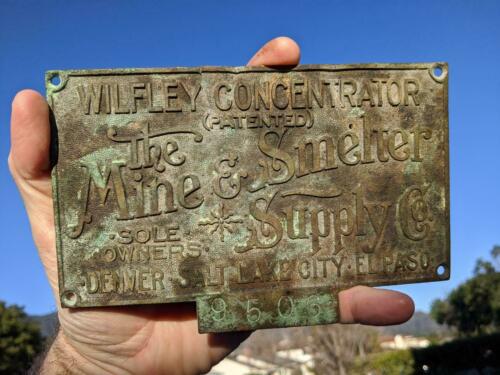 WILFLEY CONCENTRATOR
(PATENTED)
The
Mine & Smelter
Supply Co.
·SOLE
OWNERS·
DENVER·SALT LAKE CITY·EL PASO
9506